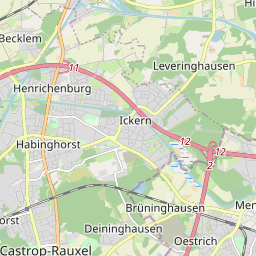 Becklem
Leveringhausen
11
Henrichenburg
Ickern
12
12
Habinghorst
2
Brüninghausen
Deininghausen
Oestrich
Castrop-Rauxel